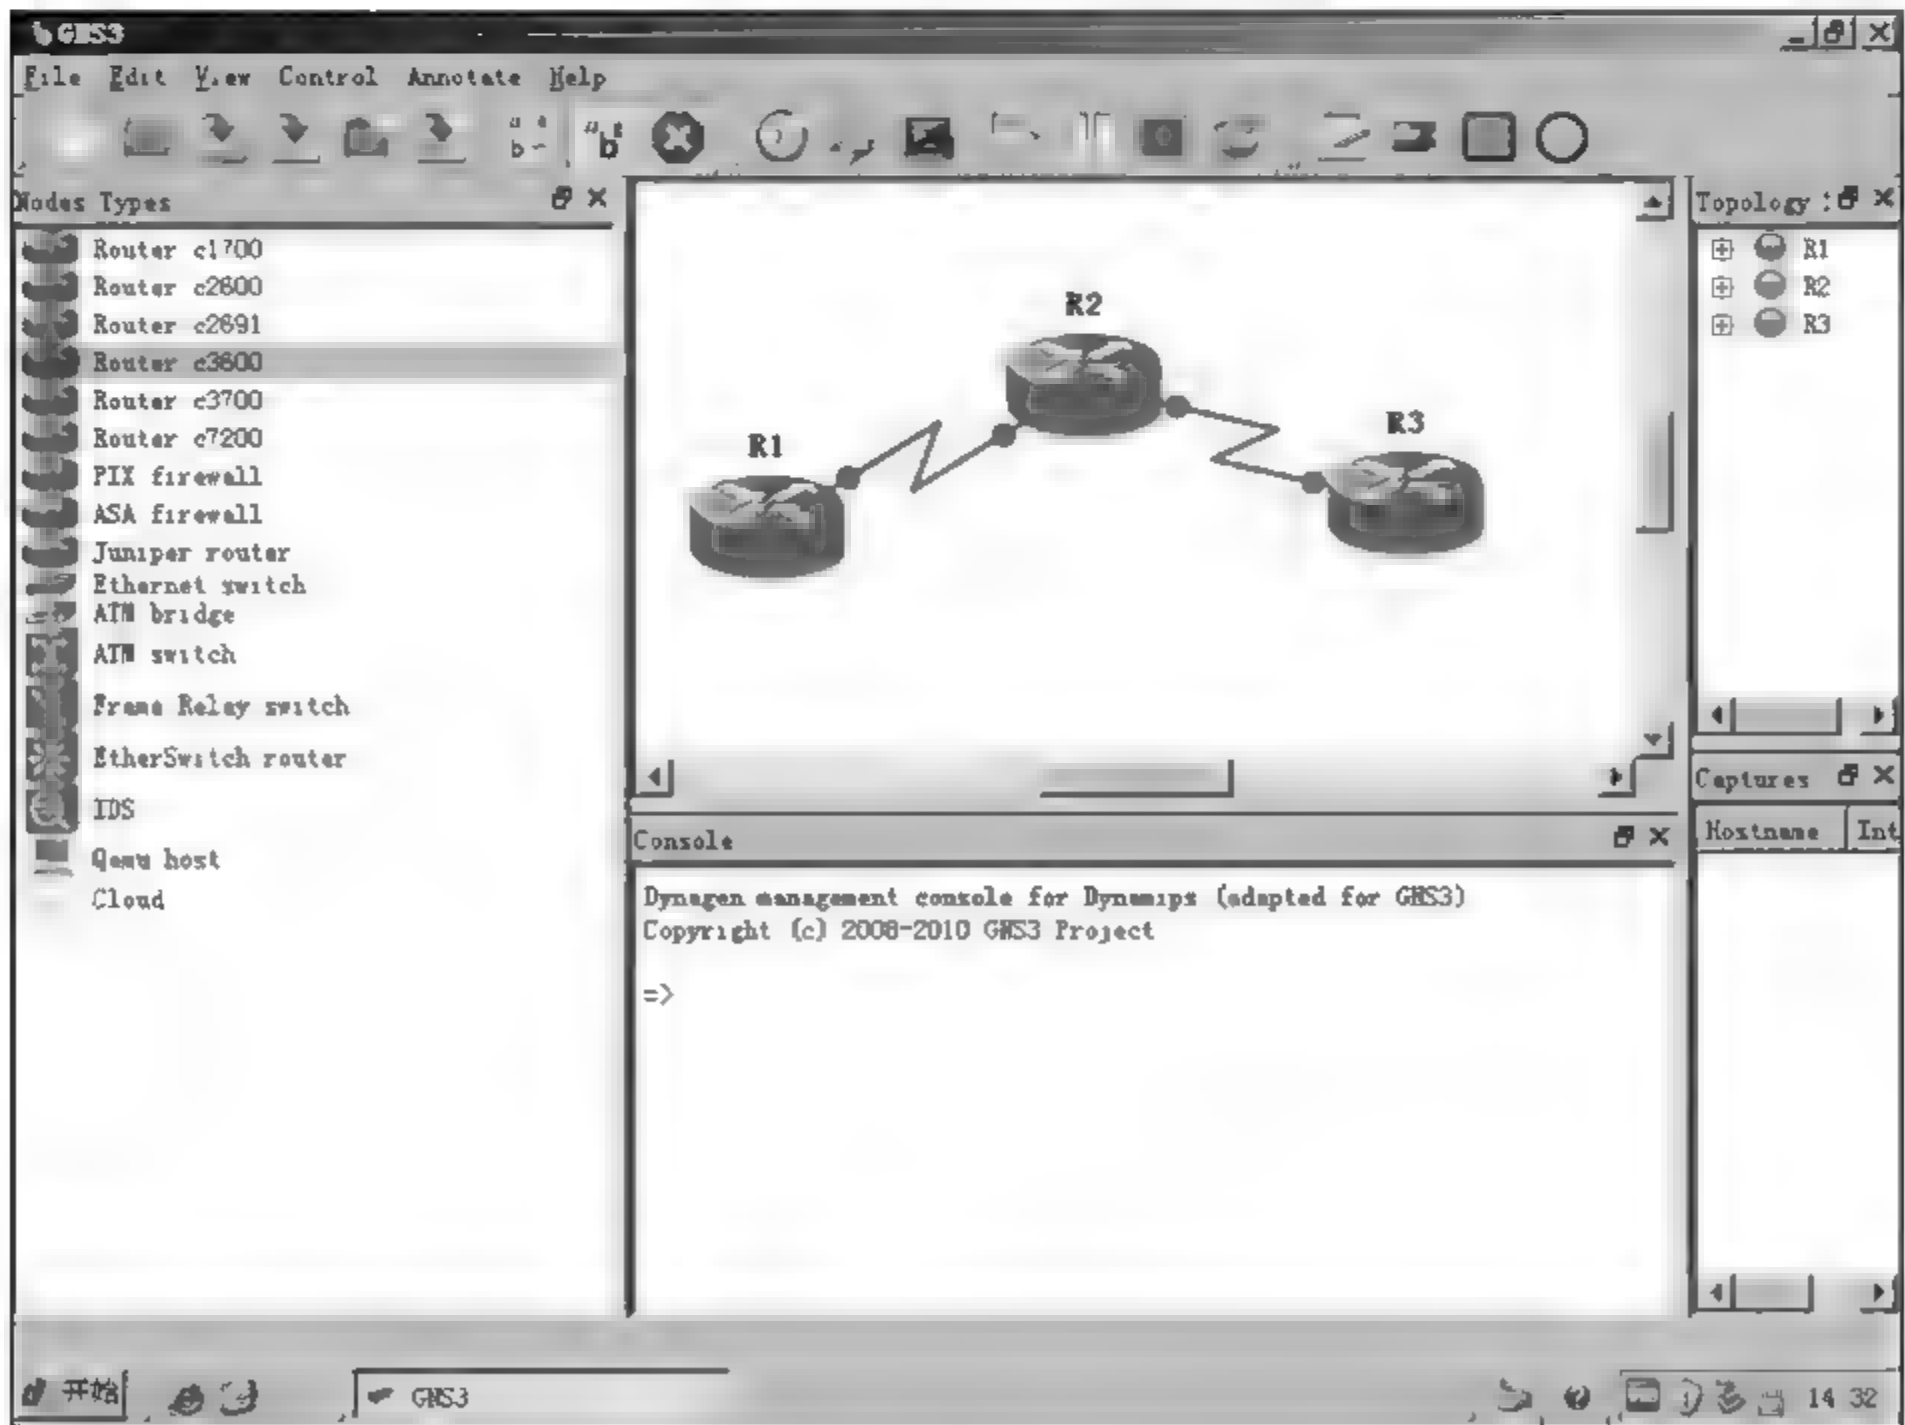 GNS3
File Edit View Control Annotate Help
Nodes Types
Router c1700
Router c2600
Router c2691
Router c3600
Router c3700
Router c7200
PIX firewall
ASA firewall
Juniper router
Ethernet switch
ATM bridge
ATM switch
Frame Relay switch
EtherSwitch router
IDS
Qemu host
Cloud
R1
R2
R3
Topology
R1
R2
R3
Captures
Hostname Int
Console
Dynagen management console for Dynamips (adapted for GNS3)
Copyright (c) 2008-2010 GNS3 Project
=>
开始
GNS3
14 32